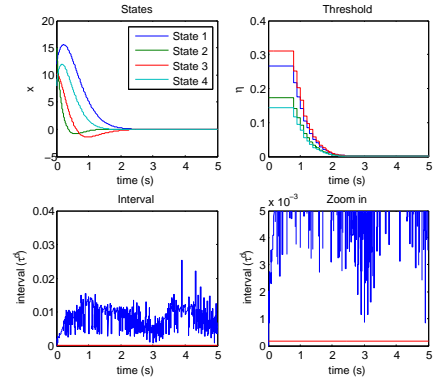 States
20
15
10
5
0
−5
x
0 1 2 3 4 5
time (s)
State 1
State 2
State 3
State 4
Threshold
0.4
0.3
0.2
0.1
0
η
0 1 2 3 4 5
time (s)
Interval
0.04
0.03
0.02
0.01
0
0 1 2 3 4 5
time (s)
Zoom in
x 10⁻³
5
4
3
2
1
0
0 1 2 3 4 5
time (s)